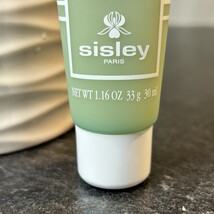 sisley
PARIS
NET WT 1.16 OZ 33 g 30 ml